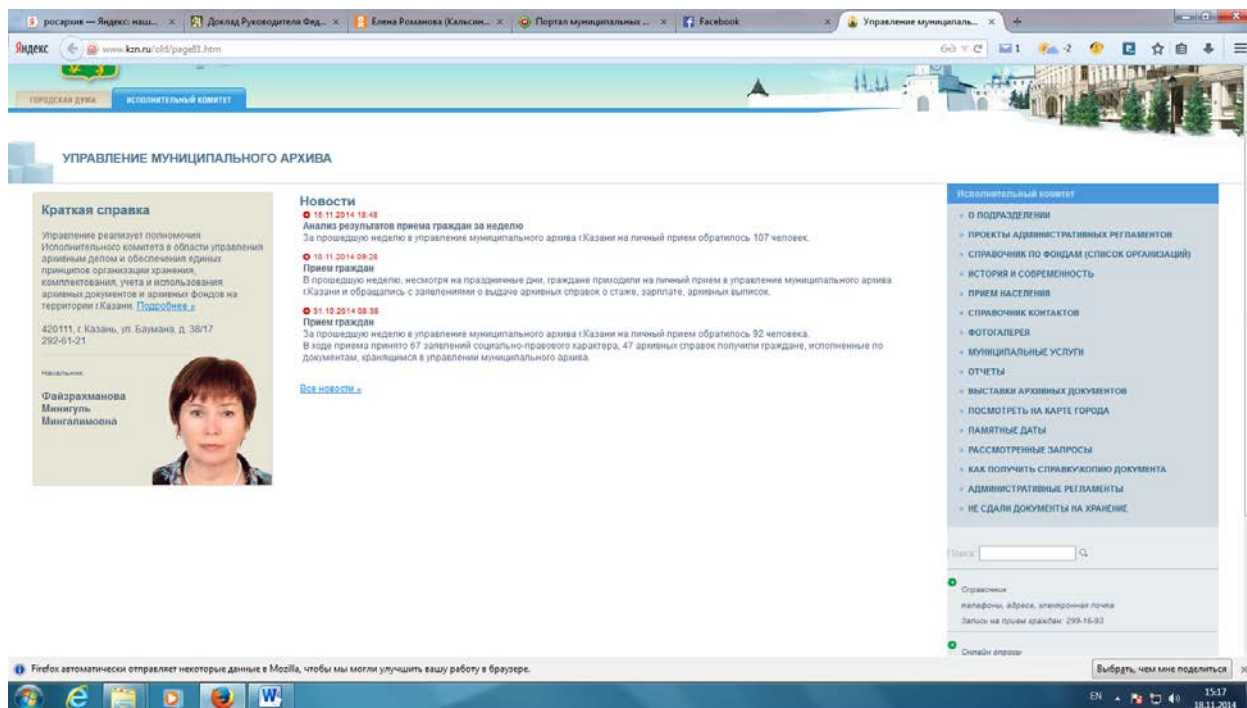 росархив — Яндекс: наш...
Доклад Руководителя Фед...
Елена Романова (Кальсин...
Портал муниципальных ...
Facebook
Управление муниципаль...
Яндекс
www.kzn.ru/old/page83.htm
1
-2
ГОРОДСКАЯ ДУМА
ИСПОЛНИТЕЛЬНЫЙ КОМИТЕТ
УПРАВЛЕНИЕ МУНИЦИПАЛЬНОГО АРХИВА
Краткая справка
Управление реализует полномочия
Исполнительного комитета в области управления
архивным делом и обеспечения единых
принципов организации хранения,
комплектования, учета и использования
архивных документов и архивных фондов на
территории г.Казани. Подробнее »
420111, г. Казань, ул. Баумана, д. 38/17
292-61-21
Начальник:
Файзрахманова
Минигуль
Мингалимовна
Новости
18.11.2014 18:48
Анализ результатов приема граждан за неделю
За прошедшую неделю в управление муниципального архива г.Казани на личный прием обратилось 107 человек.
10.11.2014 09:28
Прием граждан
В прошедшую неделю, несмотря на праздничные дни, граждане приходили на личный прием в управление муниципального архива
г.Казани и обращались с заявлениями о выдаче архивных справок о стаже, зарплате, архивных выписок.
31.10.2014 08:38
Прием граждан
За прошедшую неделю в управление муниципального архива г.Казани на личный прием обратилось 92 человека.
В ходе приема принято 67 заявлений социально-правового характера, 47 архивных справок получили граждане, исполненные по
документам, хранящимся в управлении муниципального архива.
Все новости »
Исполнительный комитет
О ПОДРАЗДЕЛЕНИИ
ПРОЕКТЫ АДМИНИСТРАТИВНЫХ РЕГЛАМЕНТОВ
СПРАВОЧНИК ПО ФОНДАМ (СПИСОК ОРГАНИЗАЦИЙ)
ИСТОРИЯ И СОВРЕМЕННОСТЬ
ПРИЕМ НАСЕЛЕНИЯ
СПРАВОЧНИК КОНТАКТОВ
ФОТОГАЛЕРЕЯ
МУНИЦИПАЛЬНЫЕ УСЛУГИ
ОТЧЕТЫ
ВЫСТАВКИ АРХИВНЫХ ДОКУМЕНТОВ
ПОСМОТРЕТЬ НА КАРТЕ ГОРОДА
ПАМЯТНЫЕ ДАТЫ
РАССМОТРЕННЫЕ ЗАПРОСЫ
КАК ПОЛУЧИТЬ СПРАВКУ/КОПИЮ ДОКУМЕНТА
АДМИНИСТРАТИВНЫЕ РЕГЛАМЕНТЫ
НЕ СДАЛИ ДОКУМЕНТЫ НА ХРАНЕНИЕ
Поиск:
Справочник
телефоны, адреса, электронная почта
Запись на прием граждан: 299-16-93
Онлайн опросы
Firefox автоматически отправляет некоторые данные в Mozilla, чтобы мы могли улучшить вашу работу в браузере.
Выбрать, чем мне поделиться
EN
15:17
18.11.2014